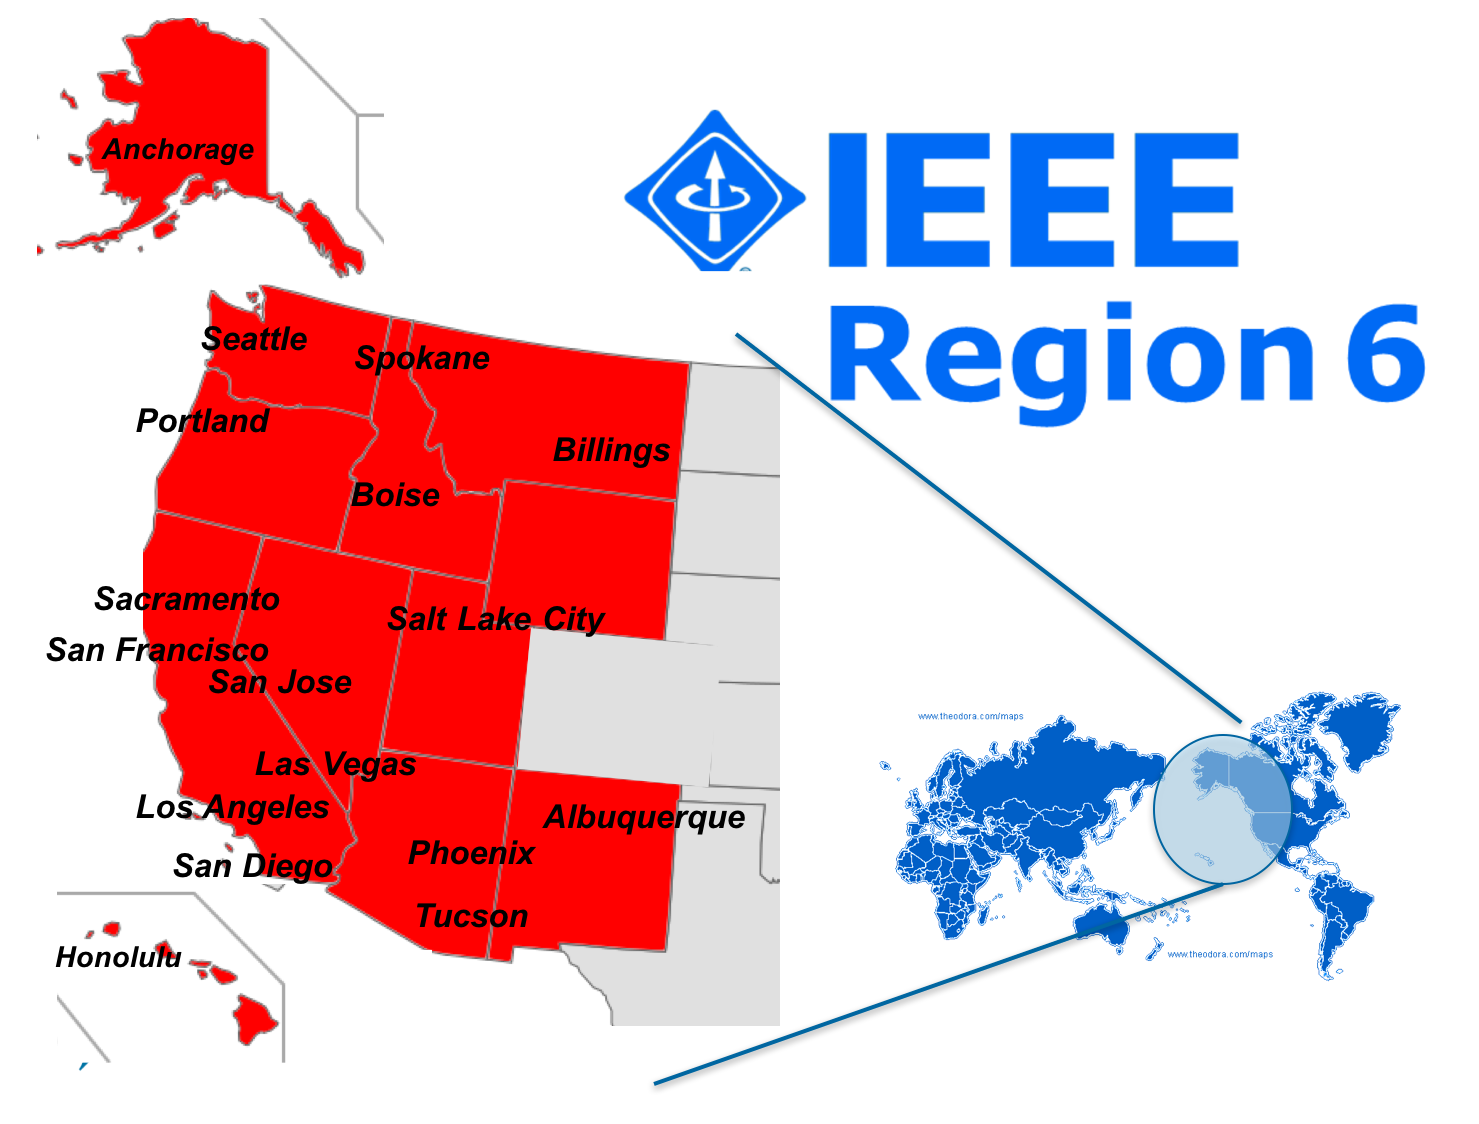 Anchorage
IEEE
Region 6
Seattle
Spokane
Portland
Billings
Boise
Sacramento
Salt Lake City
San Francisco
San Jose
Las Vegas
Los Angeles
Albuquerque
Phoenix
San Diego
Tucson
Honolulu
www.theodora.com/maps
www.theodora.com/maps